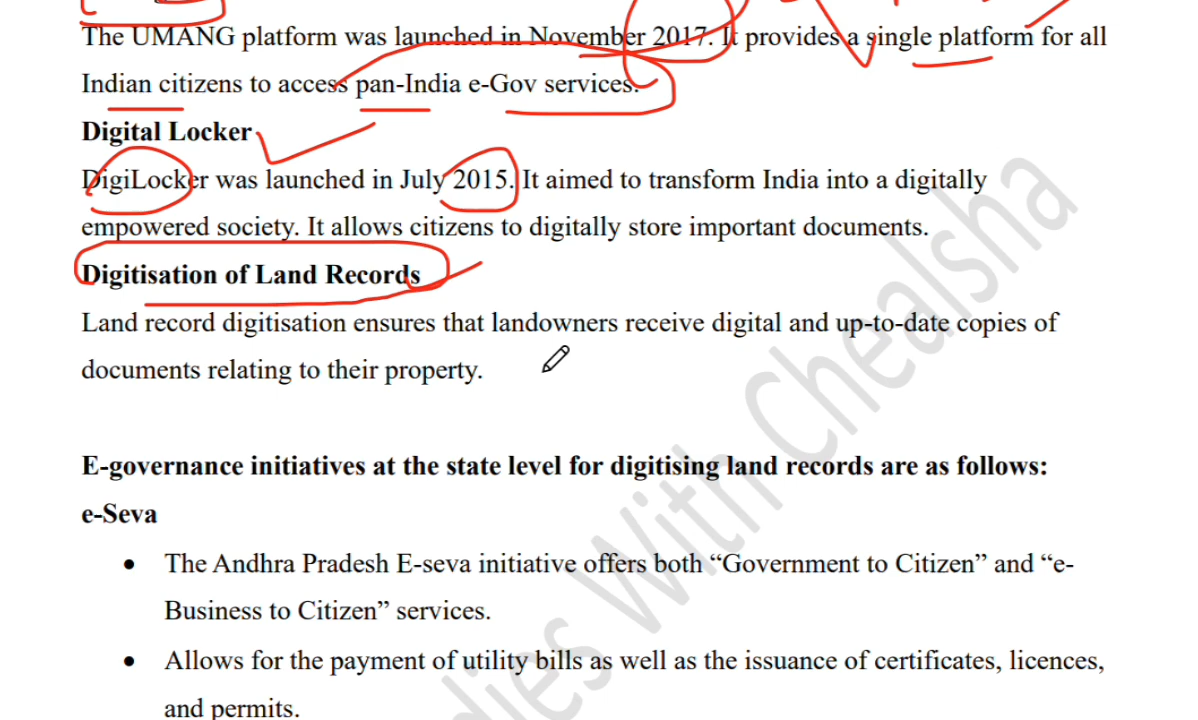 The UMANG platform was launched in November 2017. It provides a single platform for all
Indian citizens to access pan-India e-Gov services.
Digital Locker
DigiLocker was launched in July 2015. It aimed to transform India into a digitally
empowered society. It allows citizens to digitally store important documents.
Digitisation of Land Records
Land record digitisation ensures that landowners receive digital and up-to-date copies of
documents relating to their property.
E-governance initiatives at the state level for digitising land records are as follows:
e-Seva
• The Andhra Pradesh E-seva initiative offers both “Government to Citizen” and “e-
Business to Citizen” services.
• Allows for the payment of utility bills as well as the issuance of certificates, licences,
and permits.
With Chealsha